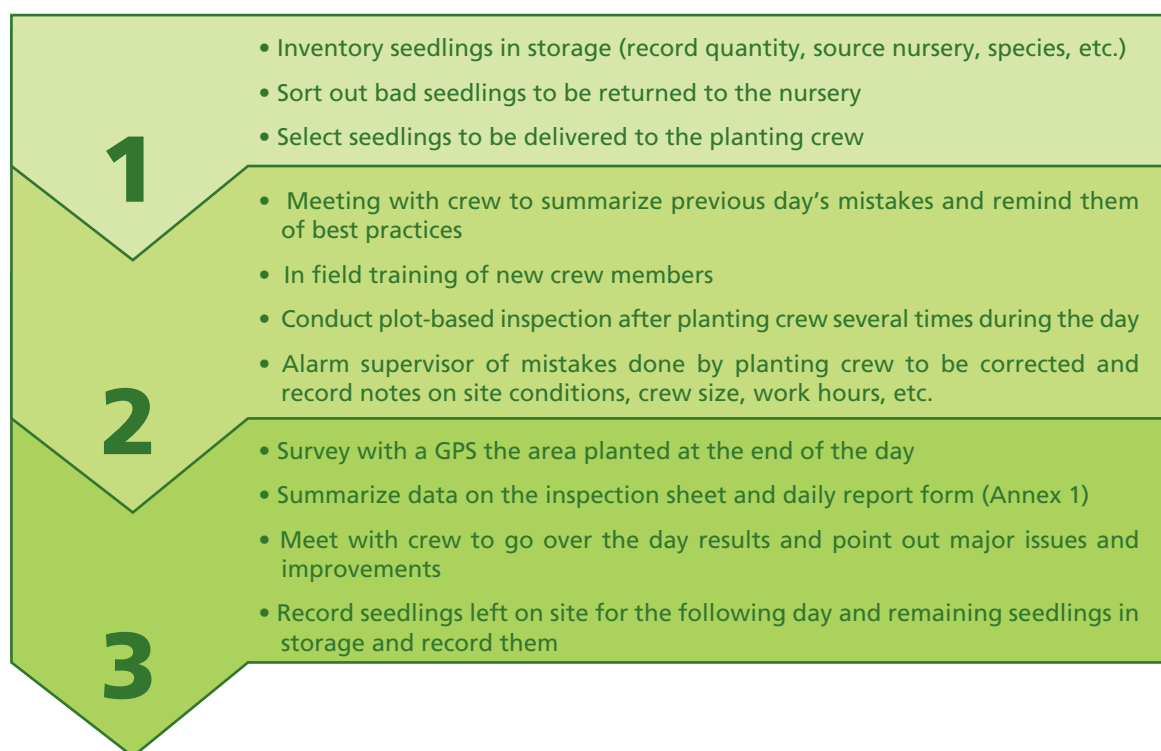 1
• Inventory seedlings in storage (record quantity, source nursery, species, etc.)
• Sort out bad seedlings to be returned to the nursery
• Select seedlings to be delivered to the planting crew
2
• Meeting with crew to summarize previous day’s mistakes and remind them
of best practices
• In field training of new crew members
• Conduct plot-based inspection after planting crew several times during the day
• Alarm supervisor of mistakes done by planting crew to be corrected and
record notes on site conditions, crew size, work hours, etc.
3
• Survey with a GPS the area planted at the end of the day
• Summarize data on the inspection sheet and daily report form (Annex 1)
• Meet with crew to go over the day results and point out major issues and
improvements
• Record seedlings left on site for the following day and remaining seedlings in
storage and record them